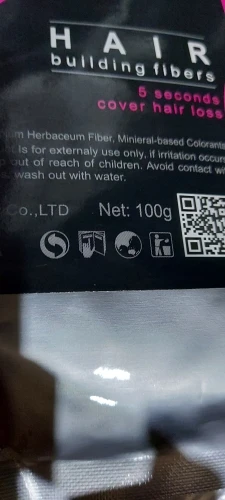 HAIR
building fibers
5 seconds
cover hair loss
Herbaceum Fiber, Minieral-based Colorants
is for externaly use only, if irritation occurs
out of reach of children. Avoid contact
wash out with water.
Co.,LTD Net: 100g